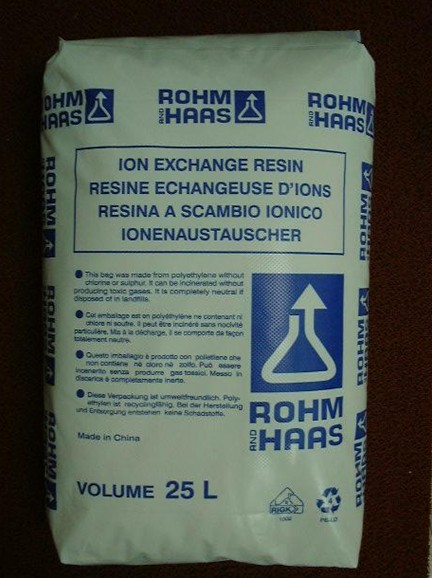 ROHM AND HAAS
ROHM AND HAAS
ROHM AND HAAS
ION EXCHANGE RESIN
RESINE ECHANGEUSE D'IONS
RESINA A SCAMBIO IONICO
IONENAUSTAUSCHER
This bag was made from polyethylene without
chlorine or sulphur. It can be incinerated without
producing toxic gases. It is completely neutral if
disposed of in landfills.
Cet emballage est en polyéthylène ne contenant ni
chlore ni soufre. Il peut être incinéré sans nocivité
particulière. Mis à la décharge, il se comporte de façon
totalement neutre.
Questo imballagio è prodotto con polietilene che
non contiene né cloro né zolfo. Può essere
incenerito senza produrre gas tossici. Messo in
discarica è completamente inerte.
Diese Verpackung ist umweltfreundlich. Poly-
ethylen ist recyclingfähig. Bei der Herstellung
und Entsorgung entstehen keine Schadstoffe.
ROHM
AND HAAS
Made in China
VOLUME 25 L
RIGK
4